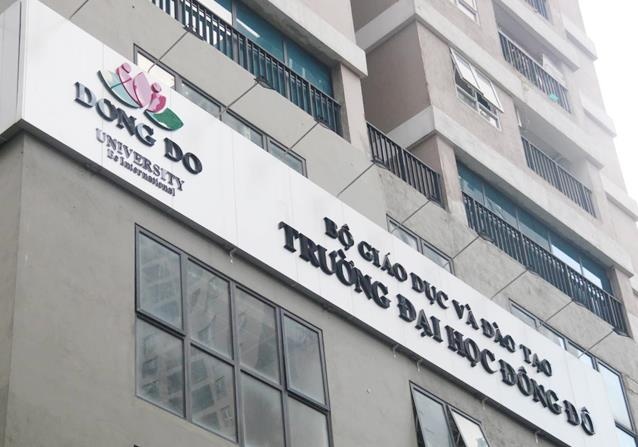 DONG DO
UNIVERSITY
Be International
BỘ GIÁO DỤC VÀ ĐÀO TẠO
TRƯỜNG ĐẠI HỌC ĐÔNG ĐÔ